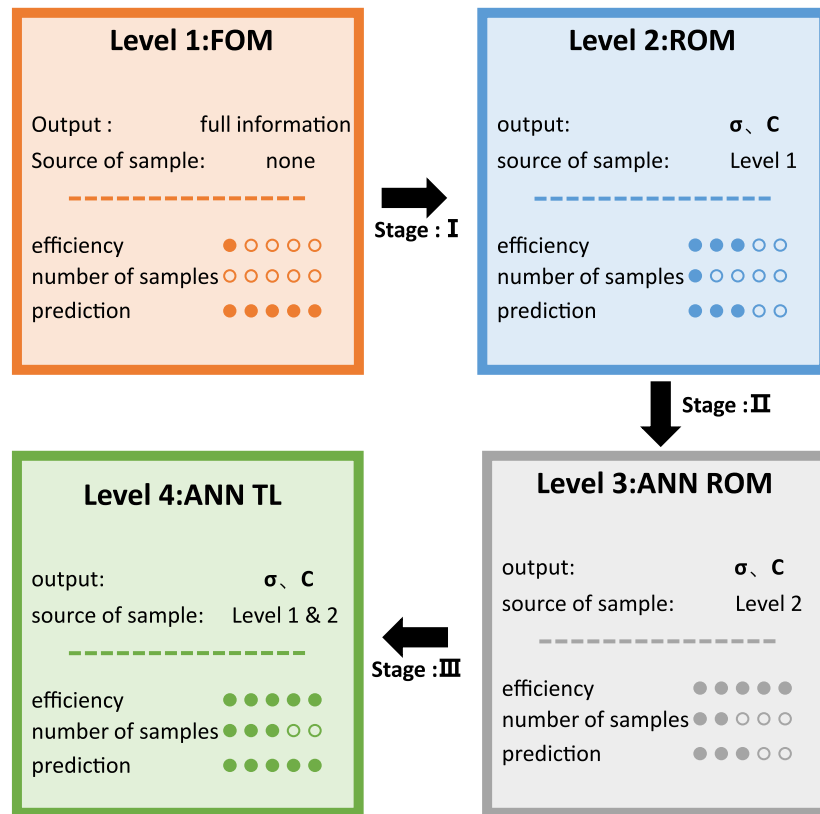 Level 1:FOM
Output : full information
Source of sample: none
efficiency
number of samples
prediction
Stage : Ⅰ
Level 2:ROM
output: σ、C
source of sample: Level 1
efficiency
number of samples
prediction
Stage :Ⅱ
Level 3:ANN ROM
output: σ、C
source of sample: Level 2
efficiency
number of samples
prediction
Stage :Ⅲ
Level 4:ANN TL
output: σ、C
source of sample: Level 1 & 2
efficiency
number of samples
prediction